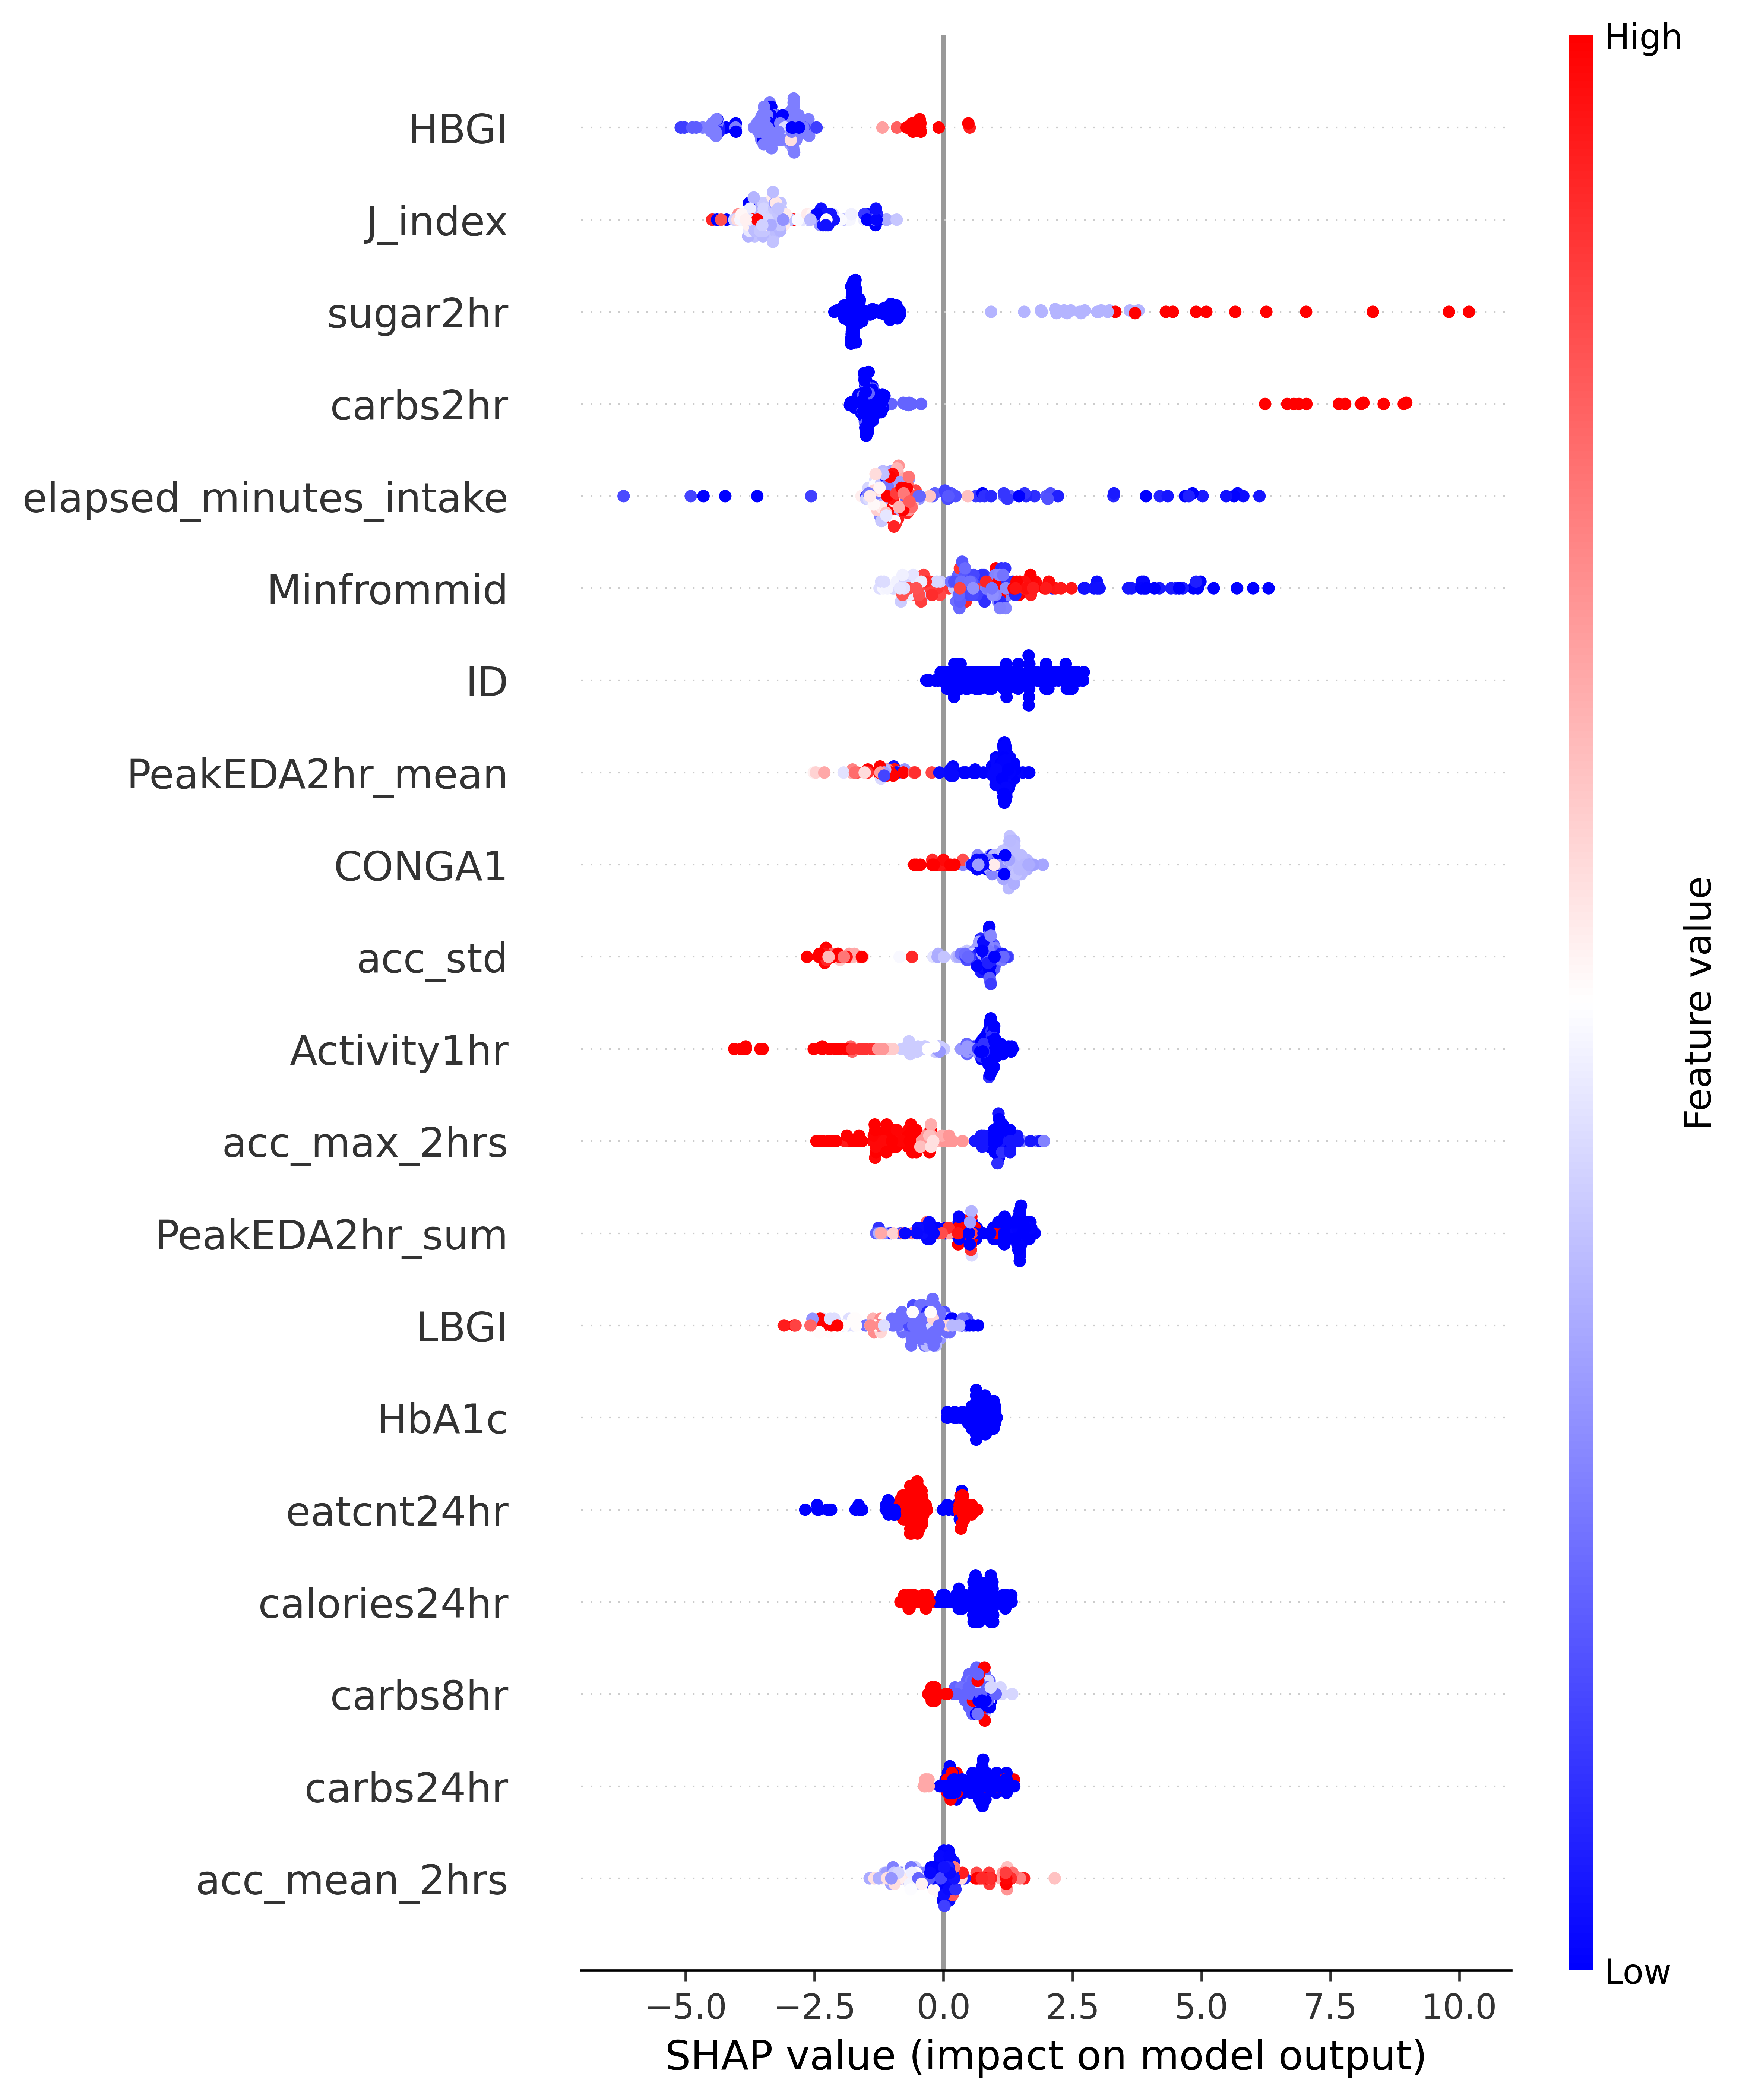 High
HBGI
J_index
sugar2hr
carbs2hr
elapsed_minutes_intake
Minfrommid
ID
PeakEDA2hr_mean
CONGA1
acc_std
Activity1hr
acc_max_2hrs
PeakEDA2hr_sum
LBGI
HbA1c
eatcnt24hr
calories24hr
carbs8hr
carbs24hr
acc_mean_2hrs
Feature value
Low
−5.0 −2.5 0.0 2.5 5.0 7.5 10.0
SHAP value (impact on model output)